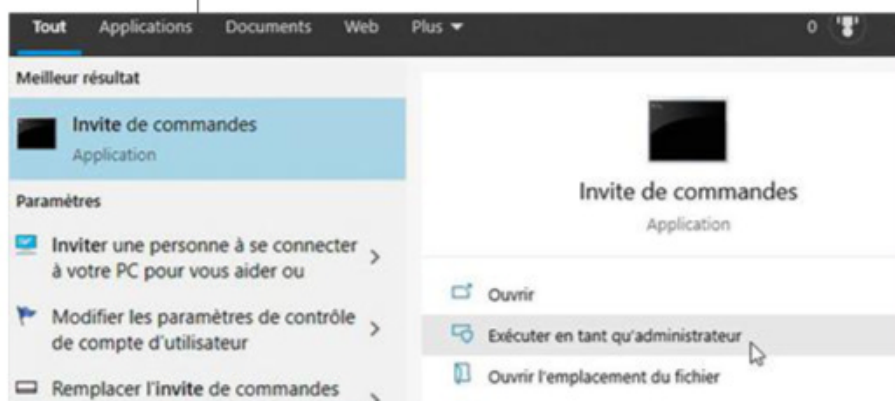 Tout Applications Documents Web Plus 0
Meilleur résultat
Invite de commandes
Application
Paramètres
Inviter une personne à se connecter
à votre PC pour vous aider ou
Modifier les paramètres de contrôle
de compte d'utilisateur
Remplacer l'invite de commandes
Invite de commandes
Application
Ouvrir
Exécuter en tant qu'administrateur
Ouvrir l'emplacement du fichier